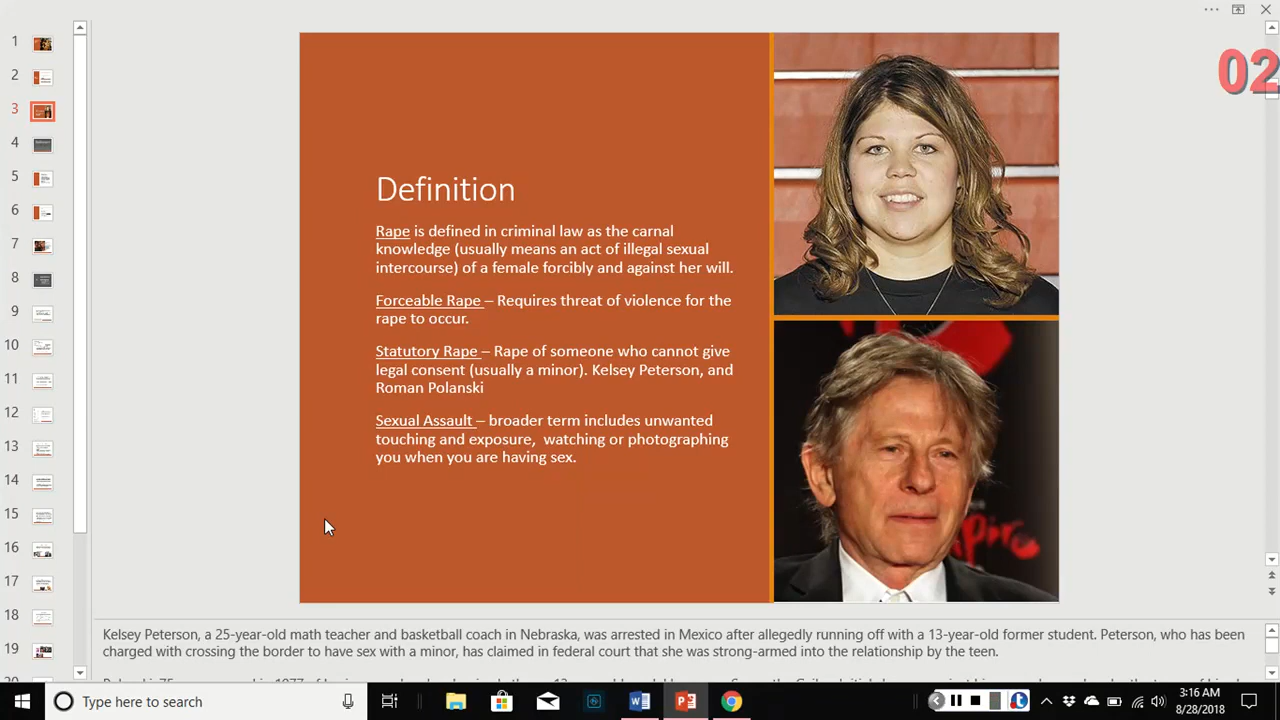 02
1
2
3
4
5
6
7
8
9
10
11
12
13
14
15
16
17
18
19
Definition
Rape is defined in criminal law as the carnal
knowledge (usually means an act of illegal sexual
intercourse) of a female forcibly and against her will.
Forceable Rape – Requires threat of violence for the
rape to occur.
Statutory Rape – Rape of someone who cannot give
legal consent (usually a minor). Kelsey Peterson, and
Roman Polanski
Sexual Assault – broader term includes unwanted
touching and exposure, watching or photographing
you when you are having sex.
Kelsey Peterson, a 25-year-old math teacher and basketball coach in Nebraska, was arrested in Mexico after allegedly running off with a 13-year-old former student. Peterson, who has been
charged with crossing the border to have sex with a minor, has claimed in federal court that she was strong-armed into the relationship by the teen.
Type here to search
3:16 AM
8/28/2018